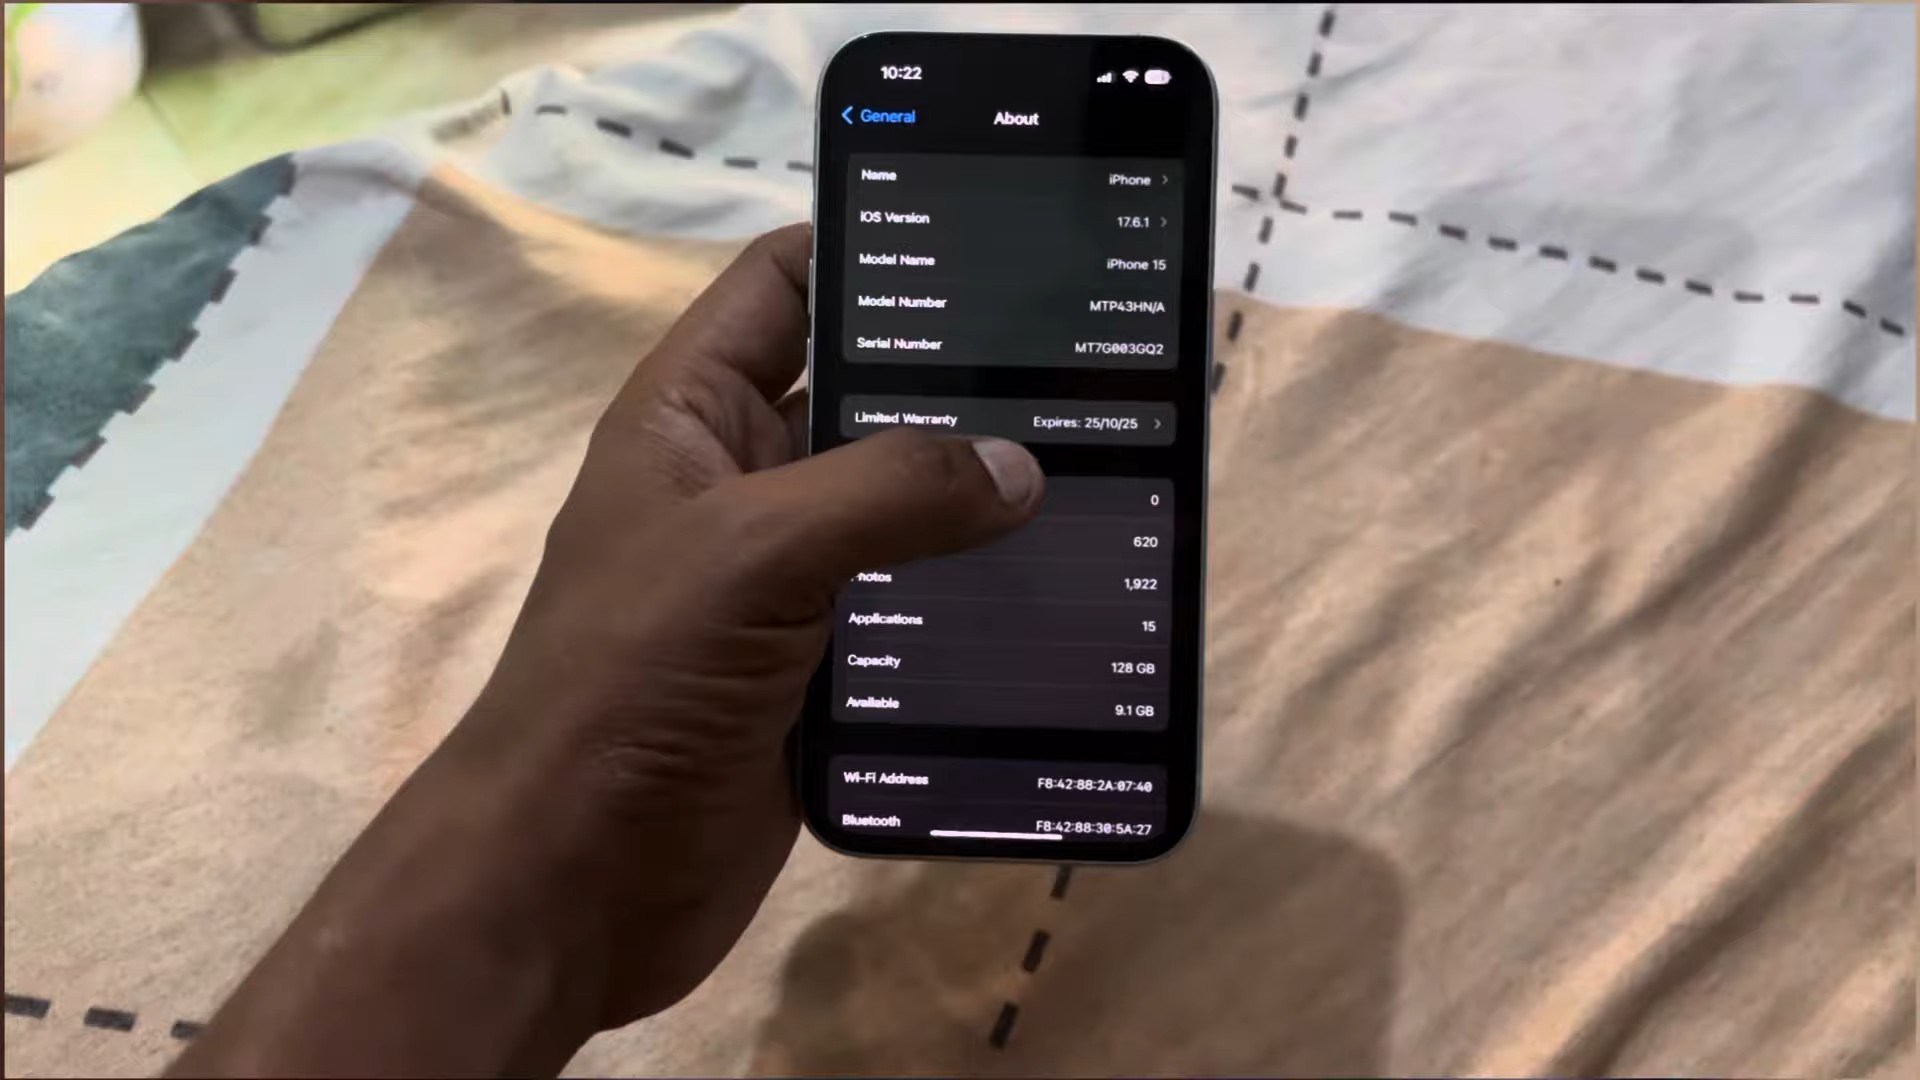 10:22
General About
Name iPhone
iOS Version 17.6.1
Model Name iPhone 15
Model Number MTP43HN/A
Serial Number MT7G003GQ2
Limited Warranty Expires: 25/10/25
0
620
hotos 1,922
Applications 15
Capacity 128 GB
Available 9.1 GB
Wi-Fi Address F8:42:88:2A:07:40
Bluetooth F8:42:88:30:5A:27